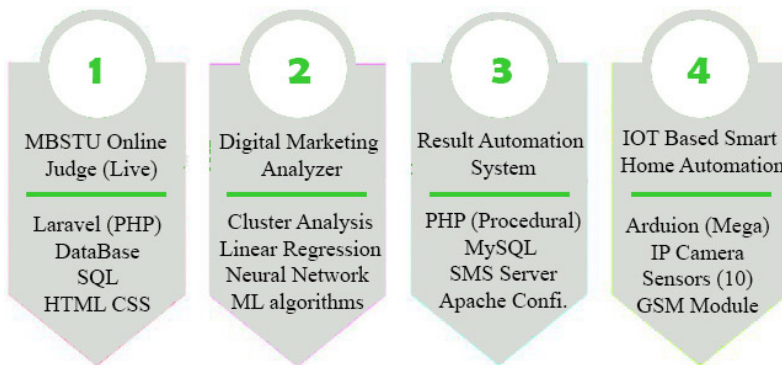 1
MBSTU Online
Judge (Live)
Laravel (PHP)
DataBase
SQL
HTML CSS
2
Digital Marketing
Analyzer
Cluster Analysis
Linear Regression
Neural Network
ML algorithms
3
Result Automation
System
PHP (Procedural)
MySQL
SMS Server
Apache Confi.
4
IOT Based Smart
Home Automation
Arduion (Mega)
IP Camera
Sensors (10)
GSM Module